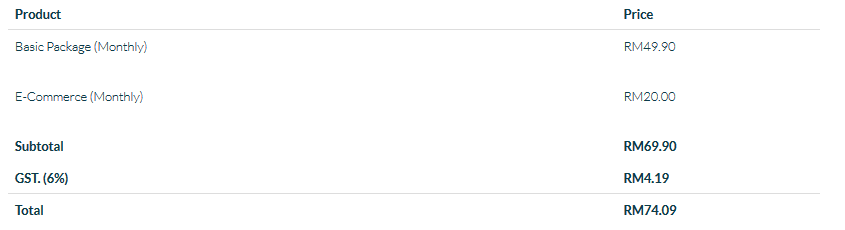 Product Price
Basic Package (Monthly) RM49.90
E-Commerce (Monthly) RM20.00
Subtotal RM69.90
GST. (6%) RM4.19
Total RM74.09